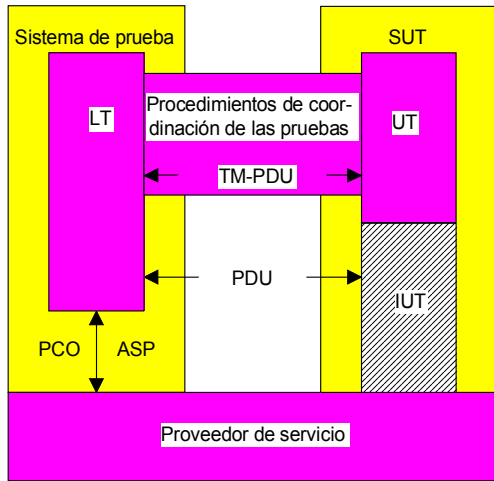 Sistema de prueba
SUT
LT
Procedimientos de coor-
dinación de las pruebas
UT
TM-PDU
PDU
IUT
PCO
ASP
Proveedor de servicio